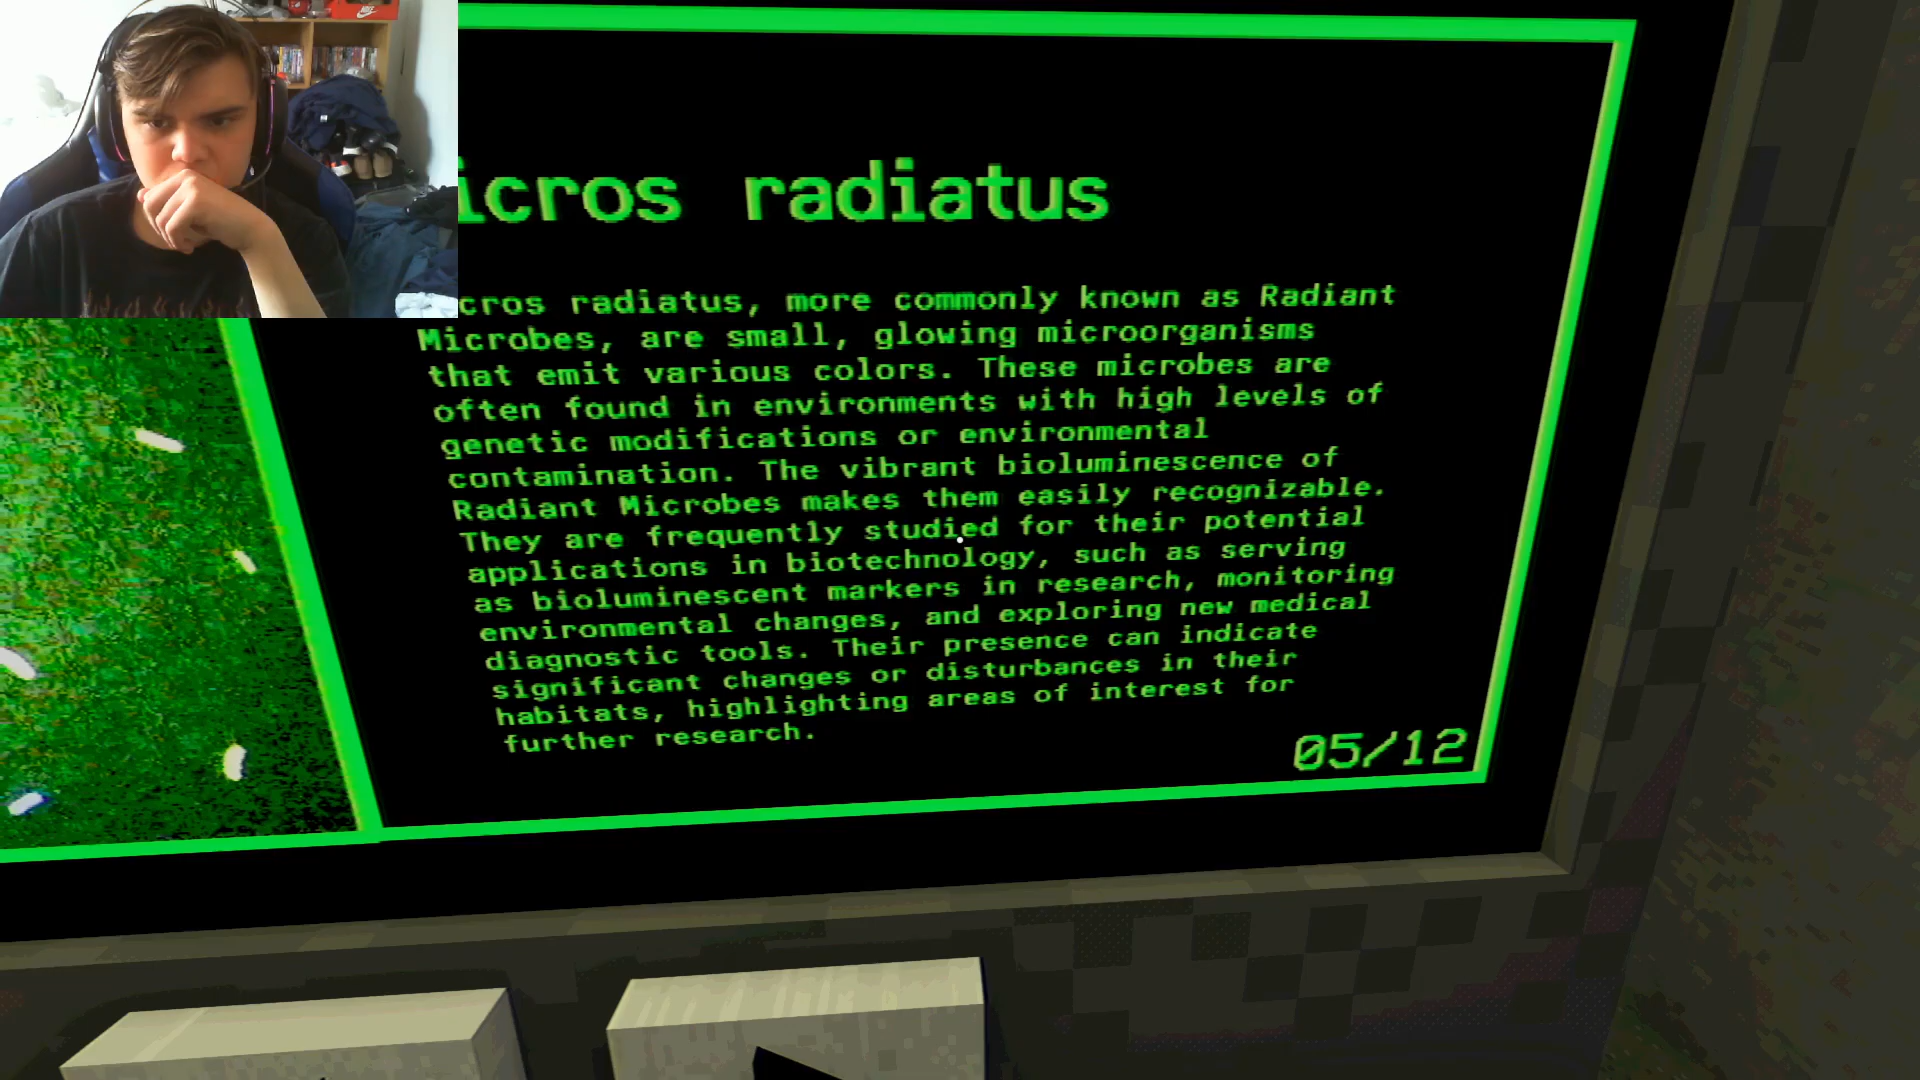 icros radiatus
cros radiatus, more commonly known as Radiant
Microbes, are small, glowing microorganisms
that emit various colors. These microbes are
often found in environments with high levels of
genetic modifications or environmental
contamination. The vibrant bioluminescence of
Radiant Microbes makes them easily recognizable.
They are frequently studied for their potential
applications in biotechnology, such as serving
as bioluminescent markers in research, monitoring
environmental changes, and exploring new medical
diagnostic tools. Their presence can indicate
significant changes or disturbances in their
habitats, highlighting areas of interest for
further research.
05/12